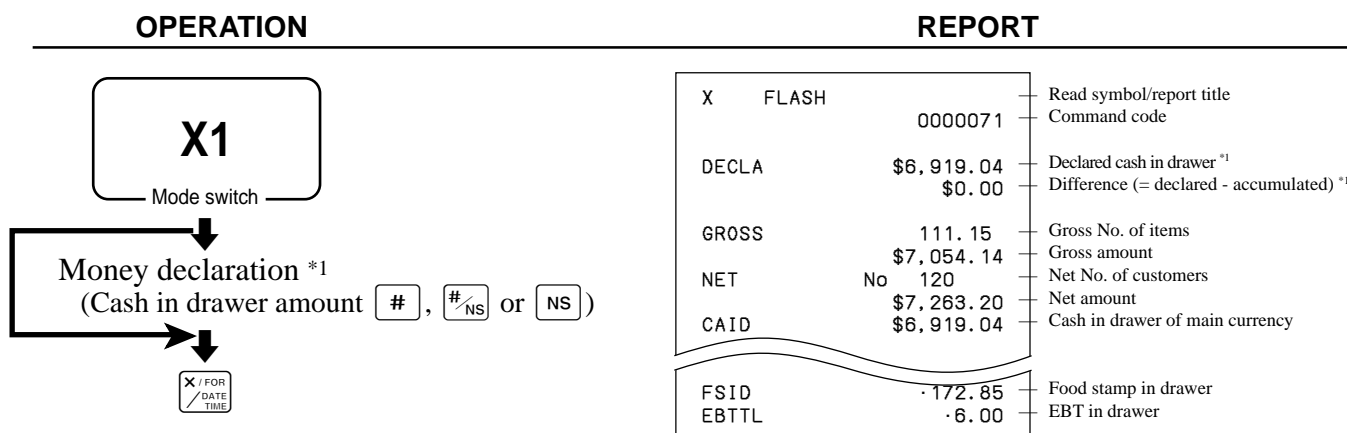 OPERATION
REPORT
X1
Mode switch
Money declaration *1
(Cash in drawer amount #, #/NS or NS)
X / FOR
/ DATE
TIME
X FLASH Read symbol/report title
0000071 Command code
DECLA $6,919.04 Declared cash in drawer *1
$0.00 Difference (= declared - accumulated) *1
GROSS 111.15 Gross No. of items
$7,054.14 Gross amount
NET No 120 Net No. of customers
$7,263.20 Net amount
CAID $6,919.04 Cash in drawer of main currency
FSID ·172.85 Food stamp in drawer
EBTTL ·6.00 EBT in drawer